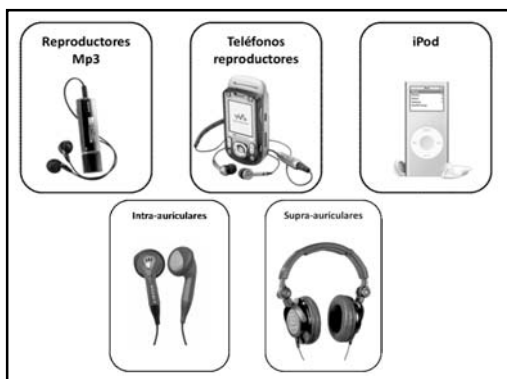 Reproductores
Mp3
Teléfonos
reproductores
iPod
Intra-auriculares
Supra-auriculares